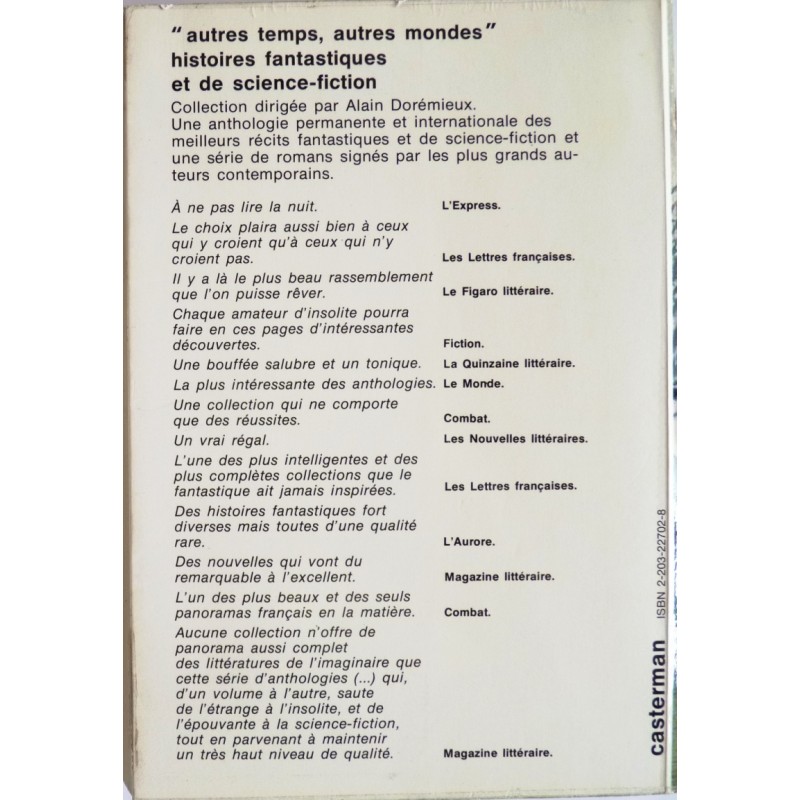 “autres temps, autres mondes”
histoires fantastiques
et de science-fiction
Collection dirigée par Alain Dorémieux.
Une anthologie permanente et internationale des
meilleurs récits fantastiques et de science-fiction et
une série de romans signés par les plus grands au-
teurs contemporains.
À ne pas lire la nuit. L’Express.
Le choix plaira aussi bien à ceux
qui y croient qu’à ceux qui n’y
croient pas. Les Lettres françaises.
Il y a là le plus beau rassemblement
que l’on puisse rêver. Le Figaro littéraire.
Chaque amateur d’insolite pourra
faire en ces pages d’intéressantes
découvertes. Fiction.
Une bouffée salubre et un tonique. La Quinzaine littéraire.
La plus intéressante des anthologies. Le Monde.
Une collection qui ne comporte
que des réussites. Combat.
Un vrai régal. Les Nouvelles littéraires.
L’une des plus intelligentes et des
plus complètes collections que le
fantastique ait jamais inspirées. Les Lettres françaises.
Des histoires fantastiques fort
diverses mais toutes d’une qualité
rare. L’Aurore.
Des nouvelles qui vont du
remarquable à l’excellent. Magazine littéraire.
L’un des plus beaux et des seuls
panoramas français en la matière. Combat.
Aucune collection n’offre de
panorama aussi complet
des littératures de l’imaginaire que
cette série d’anthologies (...) qui,
d’un volume à l’autre, saute
de l’étrange à l’insolite, et de
l’épouvante à la science-fiction,
tout en parvenant à maintenir
un très haut niveau de qualité. Magazine littéraire.
casterman
ISBN 2-203-22702-8